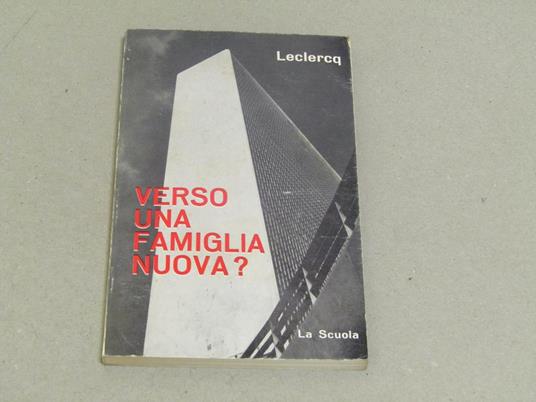 Leclercq
VERSO
UNA
FAMIGLIA
NUOVA?
La Scuola